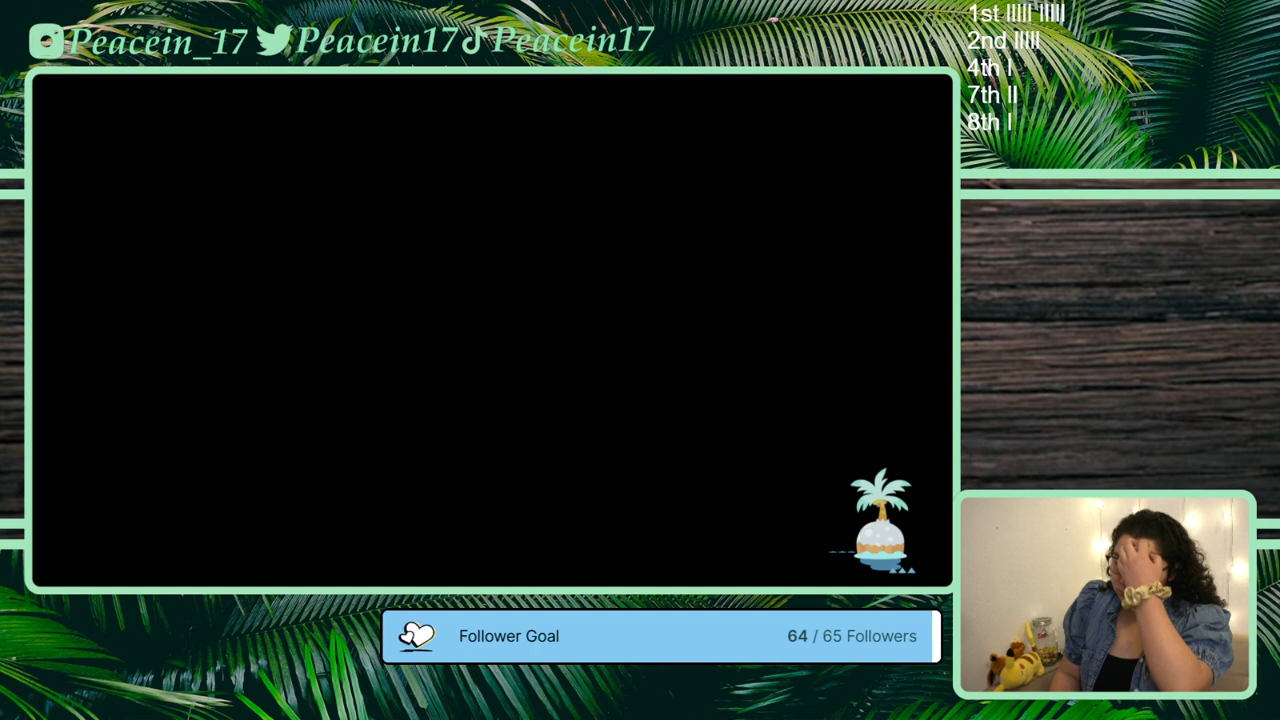 Peacein_17 Peacein17 Peacein17
1st IIIII IIIII
2nd IIIII
4th I
7th II
8th I
Follower Goal 64 / 65 Followers